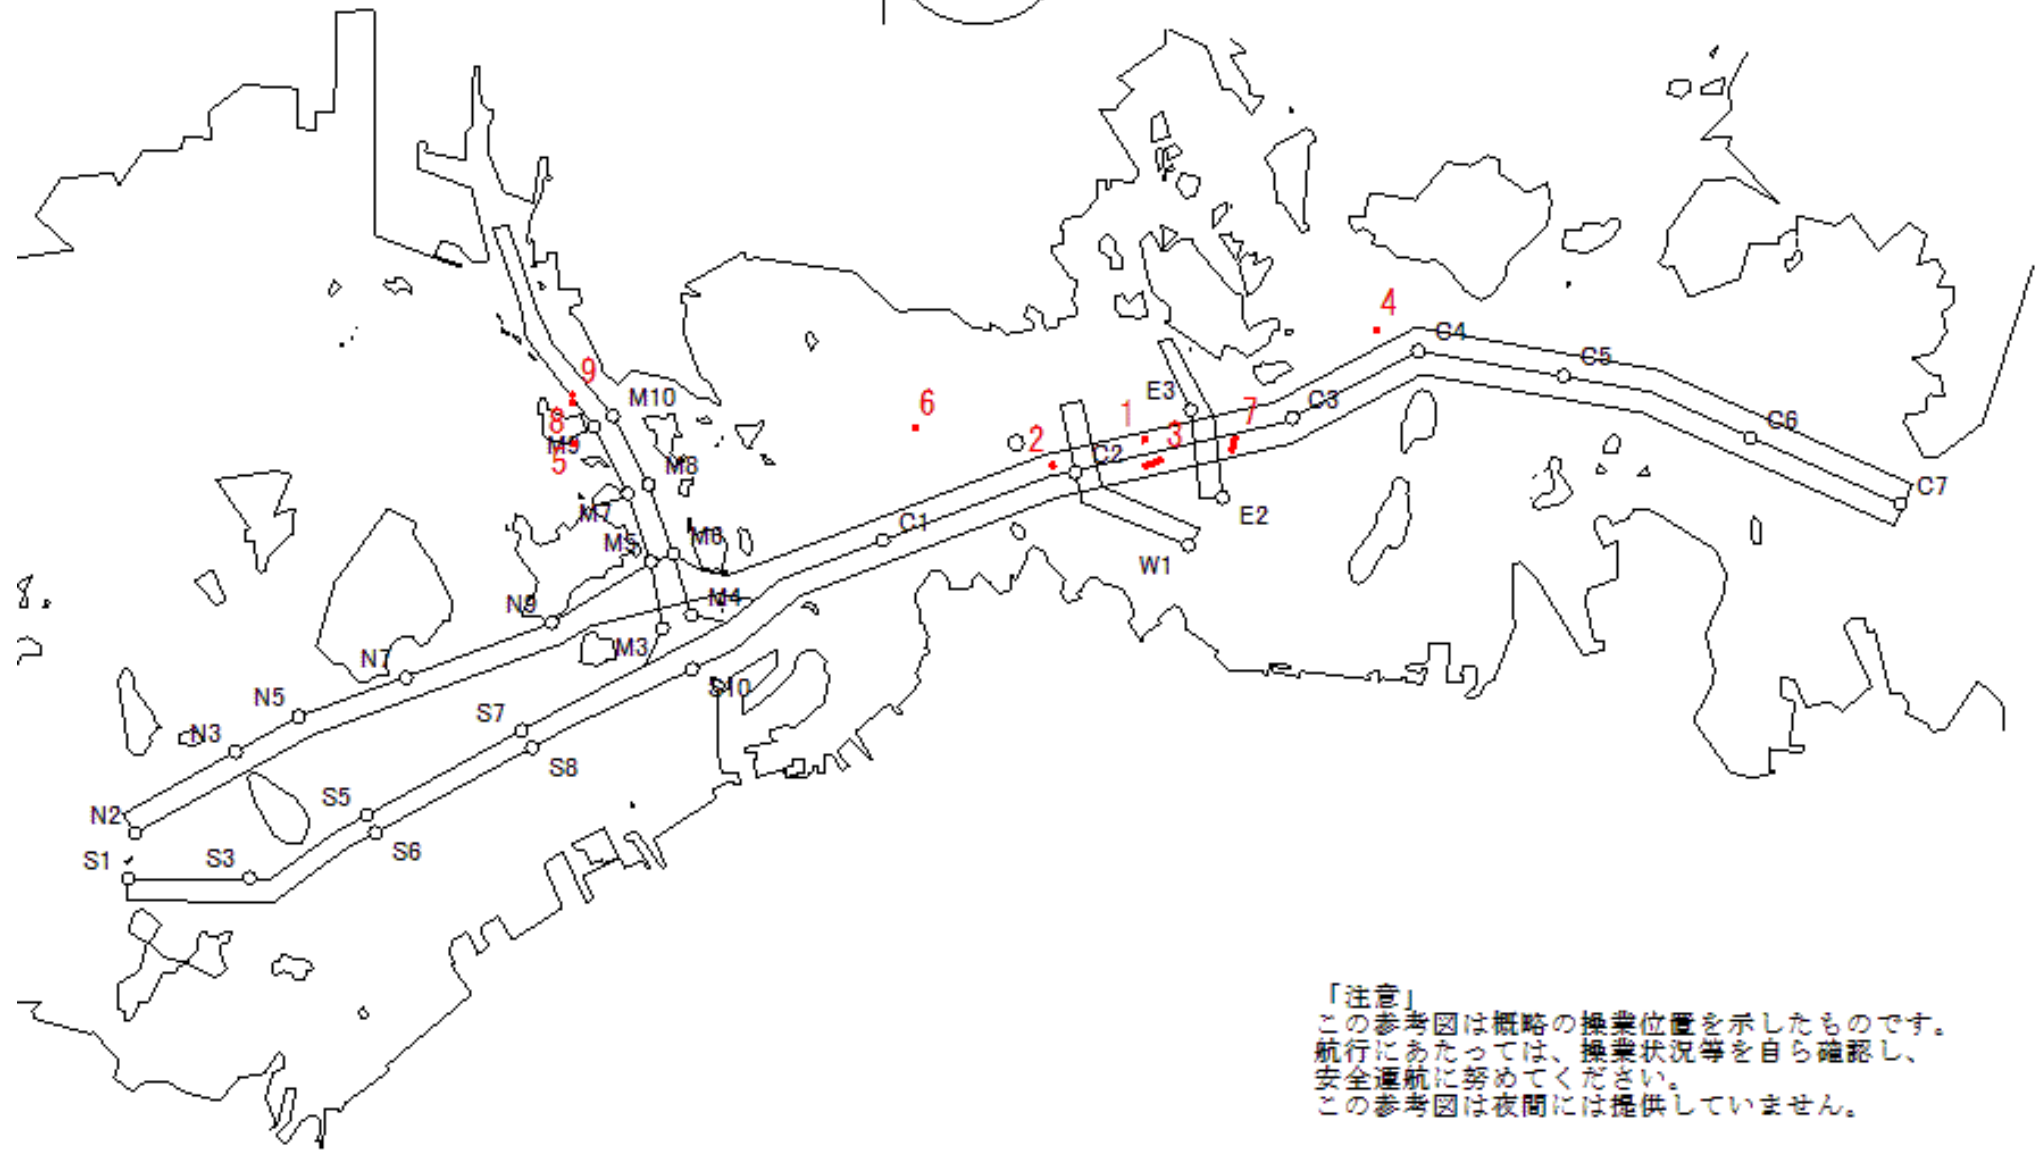 4
C4
C5
9
M10
6
E3
1
7
C3
8
2
3
C6
M9
5
C2
M8
C7
M7
E2
C1
M5
M6
W1
N9
M4
M3
N7
S10
N5
S7
N3
S8
S5
N2
S6
S1
S3
「注意」
この参考図は概略の操業位置を示したものです。
航行にあたっては、操業状況等を自ら確認し、
安全運航に努めてください。
この参考図は夜間には提供していません。